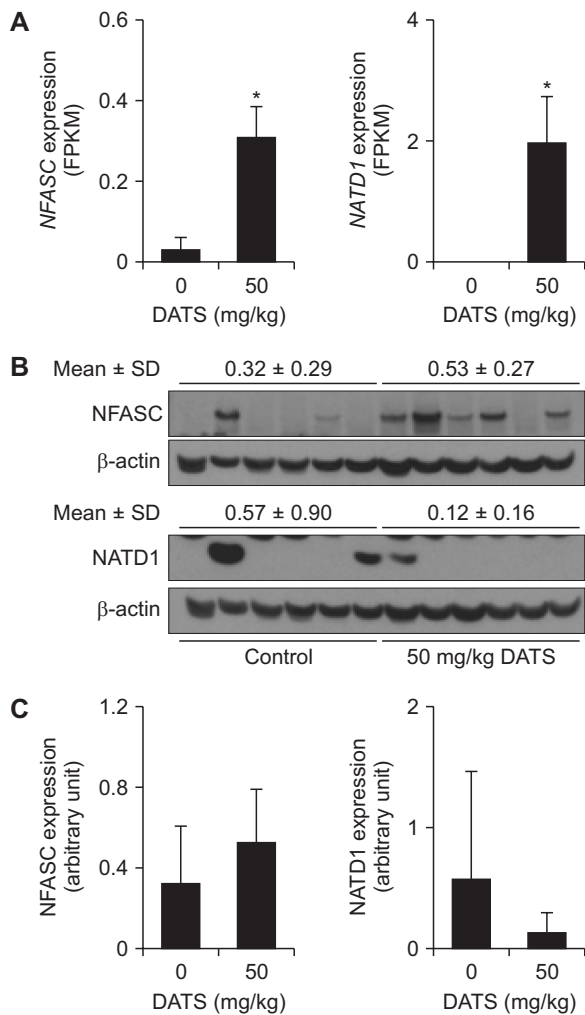 A
NFASC expression
(FPKM)
0.6
0.4
0.2
0
*
0 50
DATS (mg/kg)
NATD1 expression
(FPKM)
4
2
0
*
0 50
DATS (mg/kg)
B
Mean ± SD 0.32 ± 0.29 0.53 ± 0.27
NFASC
β-actin
Mean ± SD 0.57 ± 0.90 0.12 ± 0.16
NATD1
β-actin
Control 50 mg/kg DATS
C
NFASC expression
(arbitrary unit)
1.2
0.8
0.4
0
0 50
DATS (mg/kg)
NATD1 expression
(arbitrary unit)
2
1
0
0 50
DATS (mg/kg)